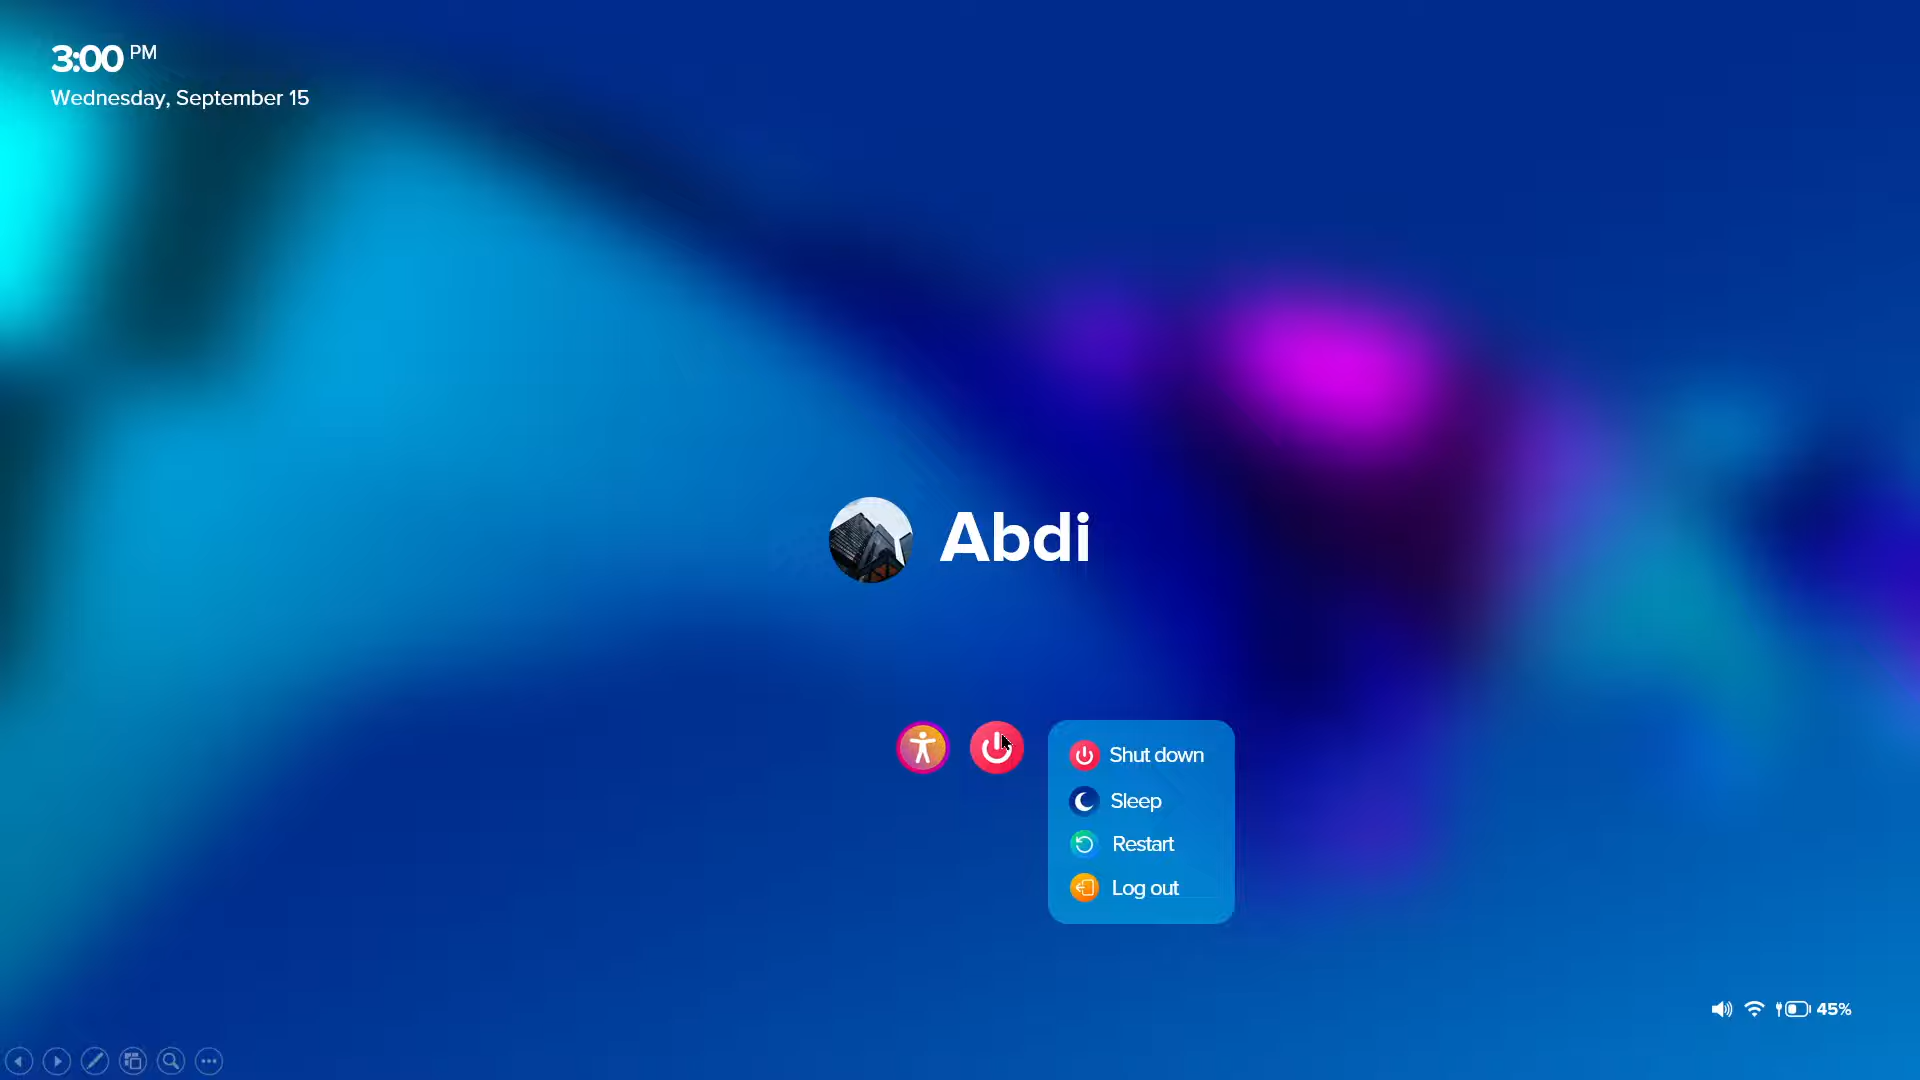 3:00 PM
Wednesday, September 15
Abdi
Shut down
Sleep
Restart
Log out
45%